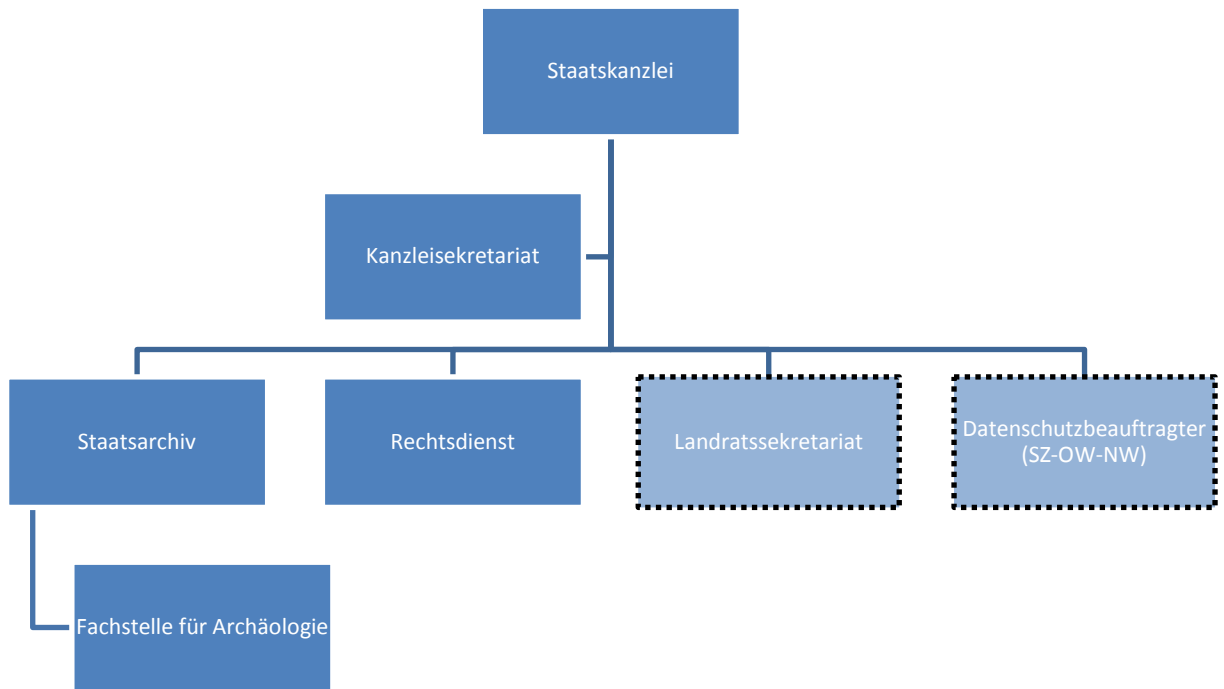 Staatskanzlei
Kanzleisekretariat
Staatsarchiv
Rechtsdienst
Landratssekretariat
Datenschutzbeauftragter
(SZ-OW-NW)
Fachstelle für Archäologie